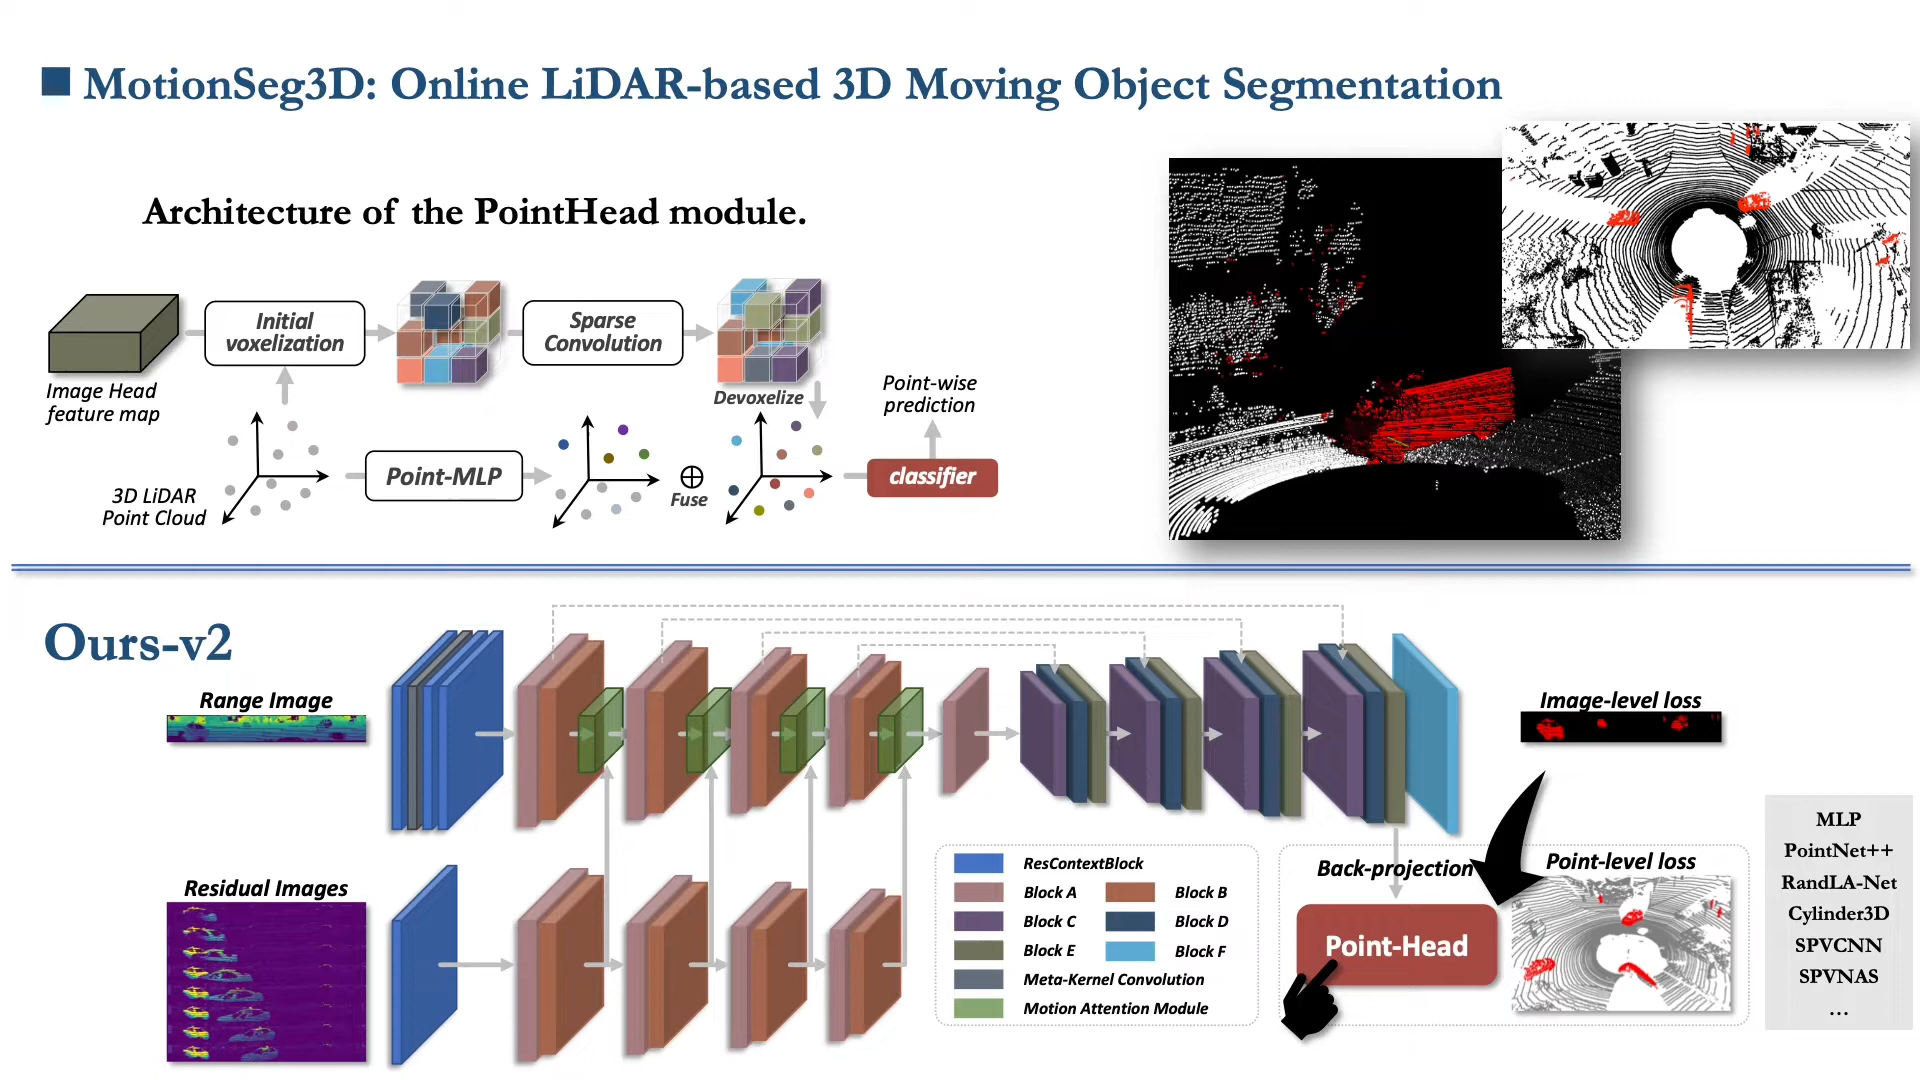 MotionSeg3D: Online LiDAR-based 3D Moving Object Segmentation
Architecture of the PointHead module.
Initial
voxelization
Sparse
Convolution
Image Head
feature map
Devoxelize
Point-wise
prediction
3D LiDAR
Point Cloud
Point-MLP
Fuse
classifier
Ours-v2
Range Image
Residual Images
Image-level loss
ResContextBlock
Block A
Block B
Block C
Block D
Block E
Block F
Meta-Kernel Convolution
Motion Attention Module
Back-projection
Point-level loss
Point-Head
MLP
PointNet++
RandLA-Net
Cylinder3D
SPVCNN
SPVNAS
...